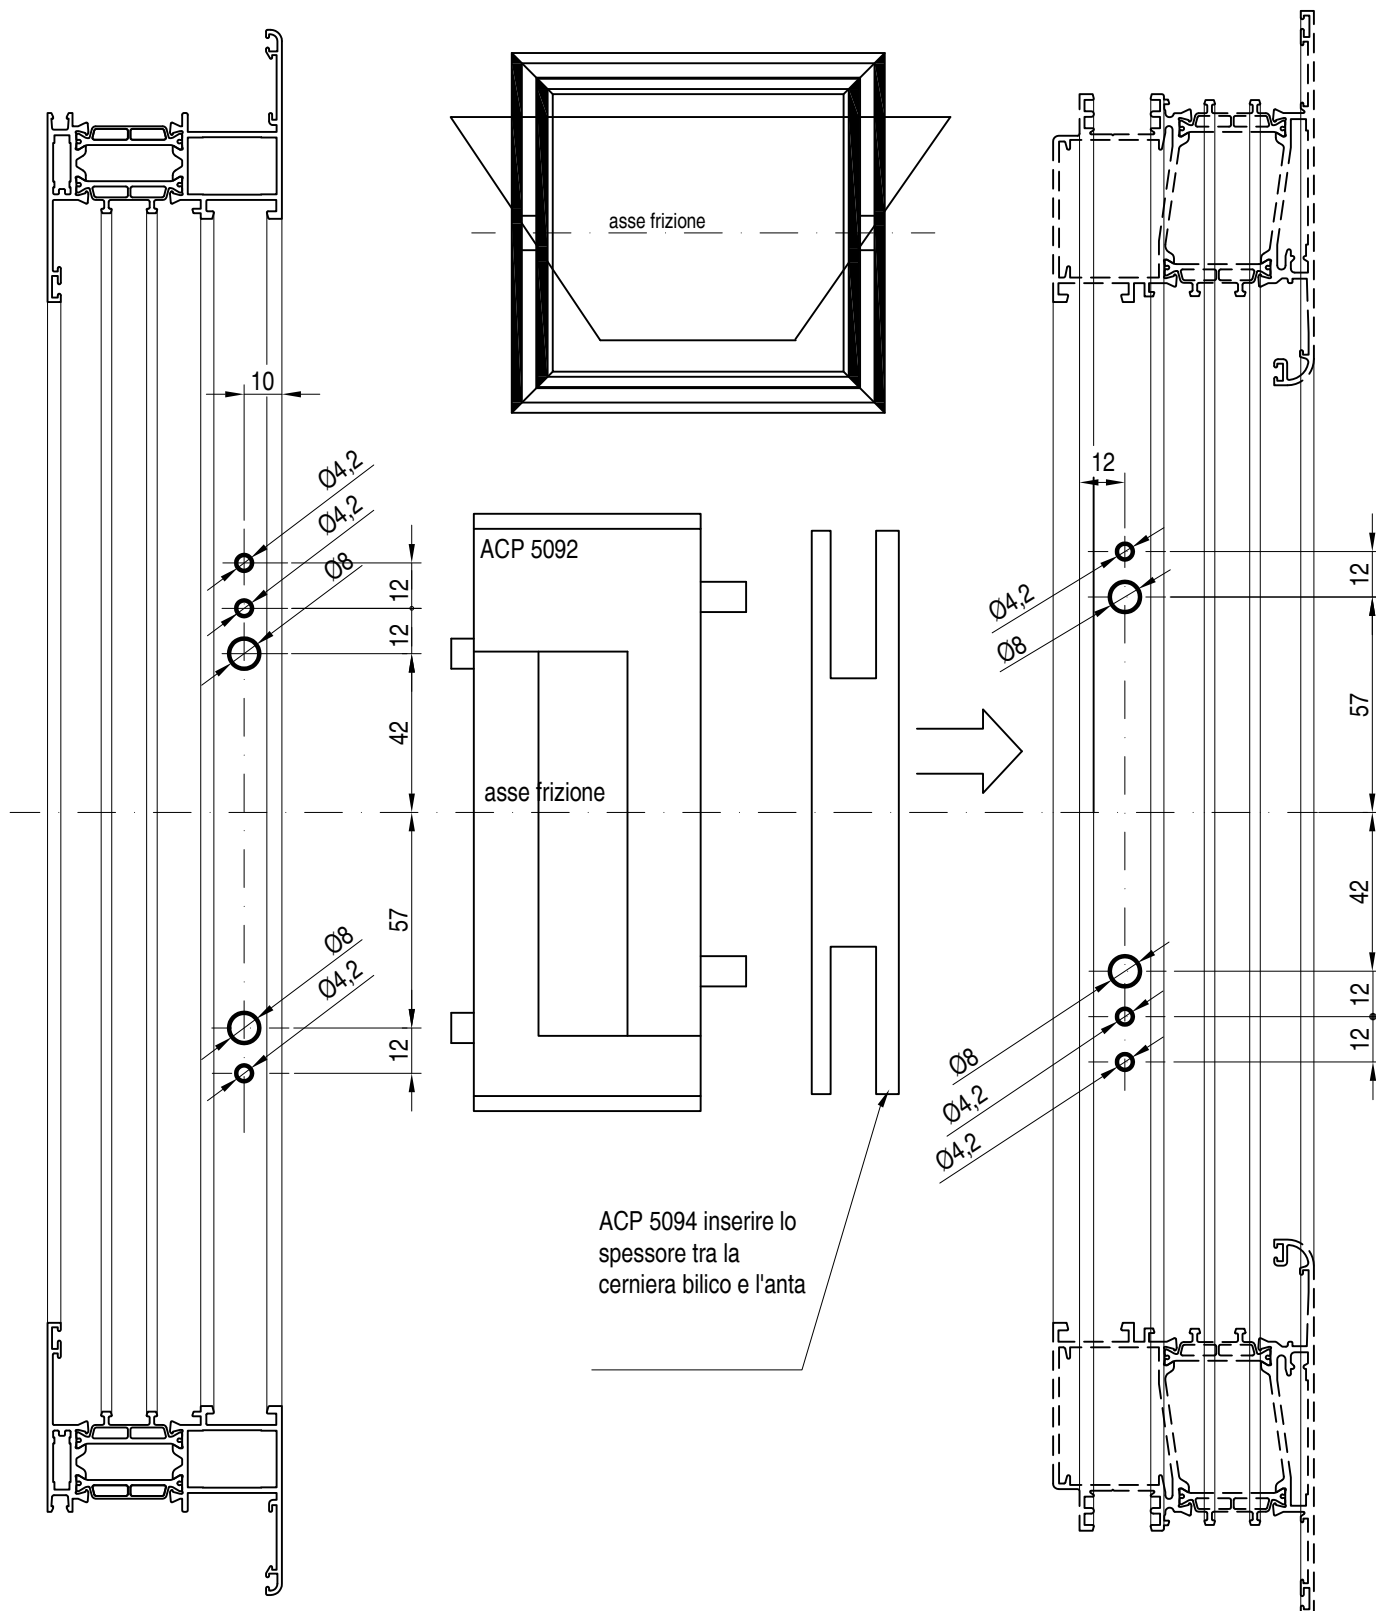 asse frizione
10
12
Ø4,2
Ø4,2
Ø8
12
12
42
57
12
Ø8
Ø4,2
ACP 5092
asse frizione
Ø4,2
Ø8
12
57
42
12
12
Ø8
Ø4,2
Ø4,2
ACP 5094 inserire lo
spessore tra la
cerniera bilico e l'anta